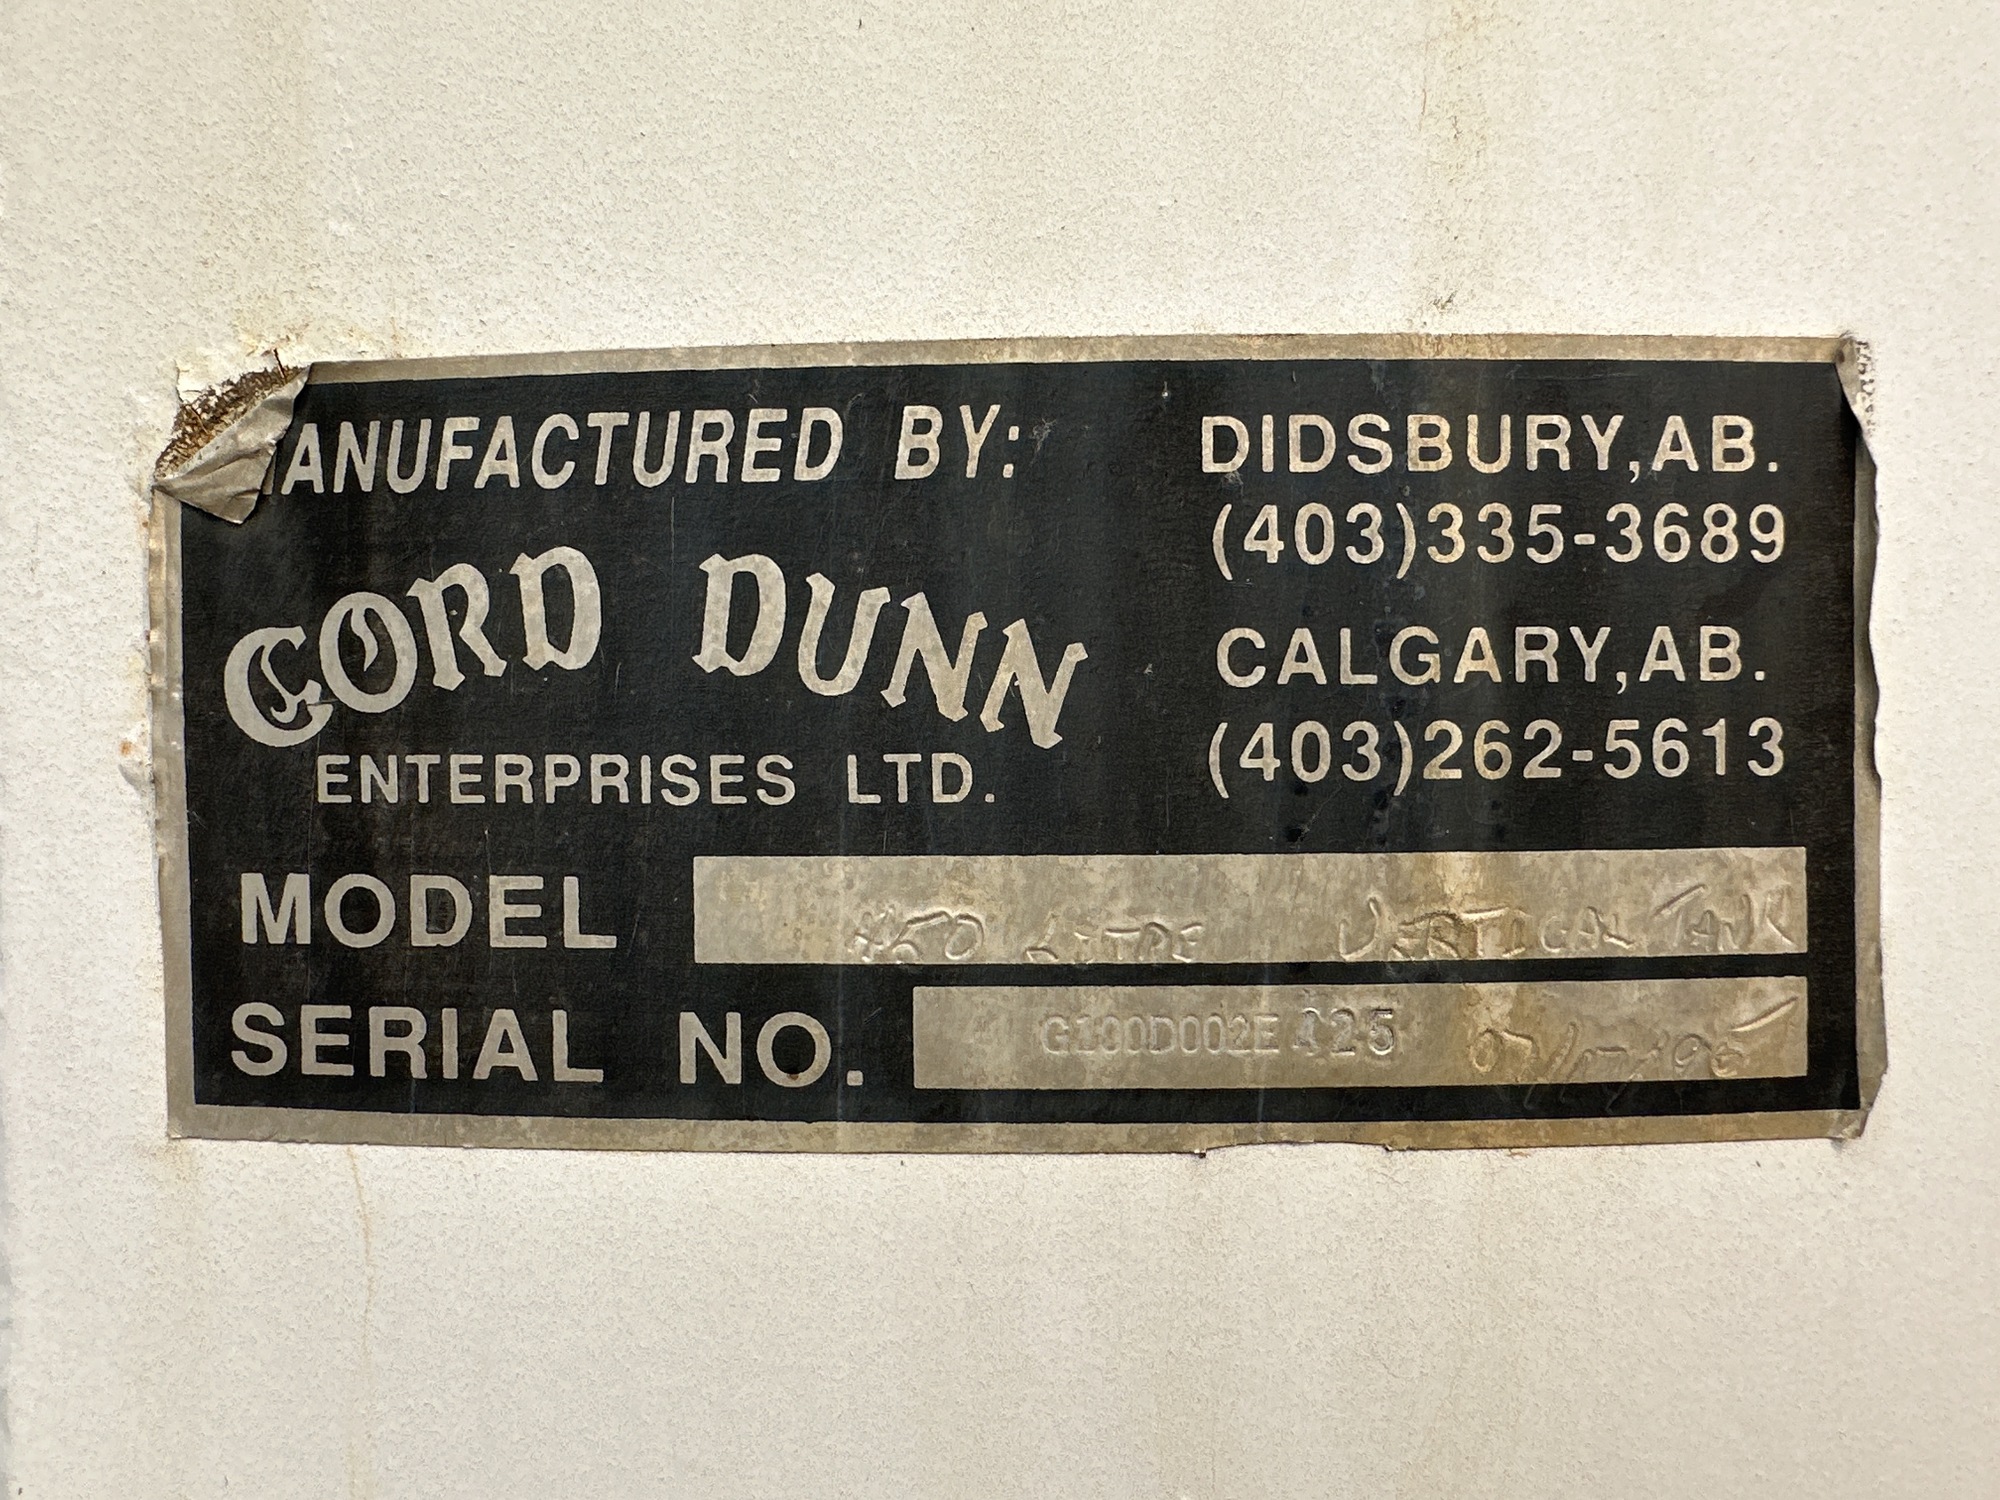 MANUFACTURED BY:
CORD DUNN
ENTERPRISES LTD.
DIDSBURY,AB.
(403)335-3689
CALGARY,AB.
(403)262-5613
MODEL 450 LITRE VERTICAL TANK
SERIAL NO.